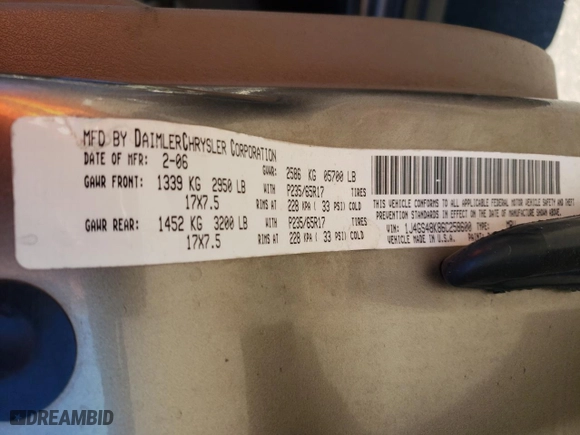 MFD BY DAIMLERCHRYSLER CORPORATION
DATE OF MFR: 2-06 GVWR: 2586 KG 05700 LB
GAWR FRONT: 1339 KG 2950 LB WITH P235/65R17 TIRES
17X7.5 RIMS AT 228 KPA ( 33 PSI) COLD
GAWR REAR: 1452 KG 3200 LB WITH P235/65R17 TIRES
17X7.5 RIMS AT 228 KPA ( 33 PSI) COLD
THIS VEHICLE CONFORMS TO ALL APPLICABLE FEDERAL MOTOR VEHICLE SAFETY AND THEFT
PREVENTION STANDARDS IN EFFECT ON THE DATE OF MANUFACTURE SHOWN ABOVE.
VIN: 1J4GS48K86C258600 TYPE:
VEHICLE MADE IN U.S.A.
DREAMBID